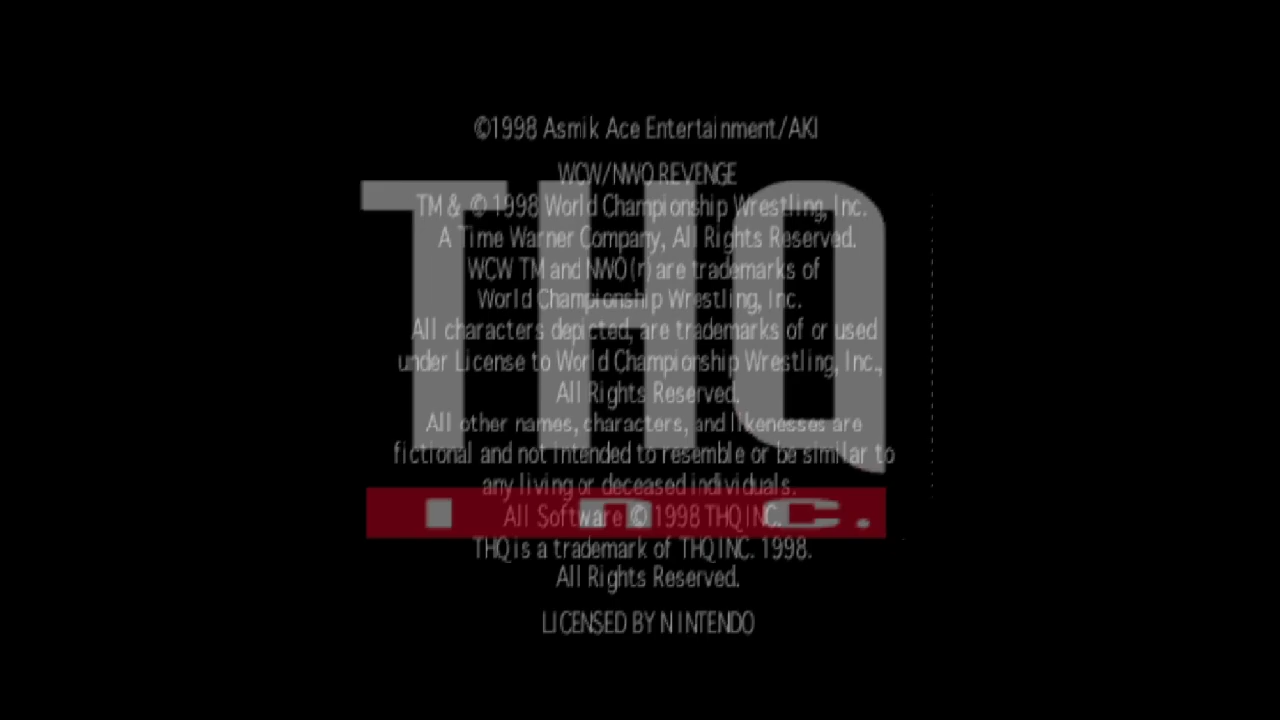 ©1998 Asmik Ace Entertainment/AKI
WCW/NWO REVENGE
TM & © 1998 World Championship Wrestling, Inc.
A Time Warner Company, All Rights Reserved.
WCW TM and NWO (r) are trademarks of
World Championship Wrestling, Inc.
All characters depicted, are trademarks of or used
under License to World Championship Wrestling, Inc.,
All Rights Reserved.
All other names, characters, and likenesses are
fictional and not intended to resemble or be similar to
any living or deceased individuals.
All Software © 1998 THQ INC.
THQ is a trademark of THQ INC. 1998.
All Rights Reserved.
LICENSED BY NINTENDO
THQ
Inc.